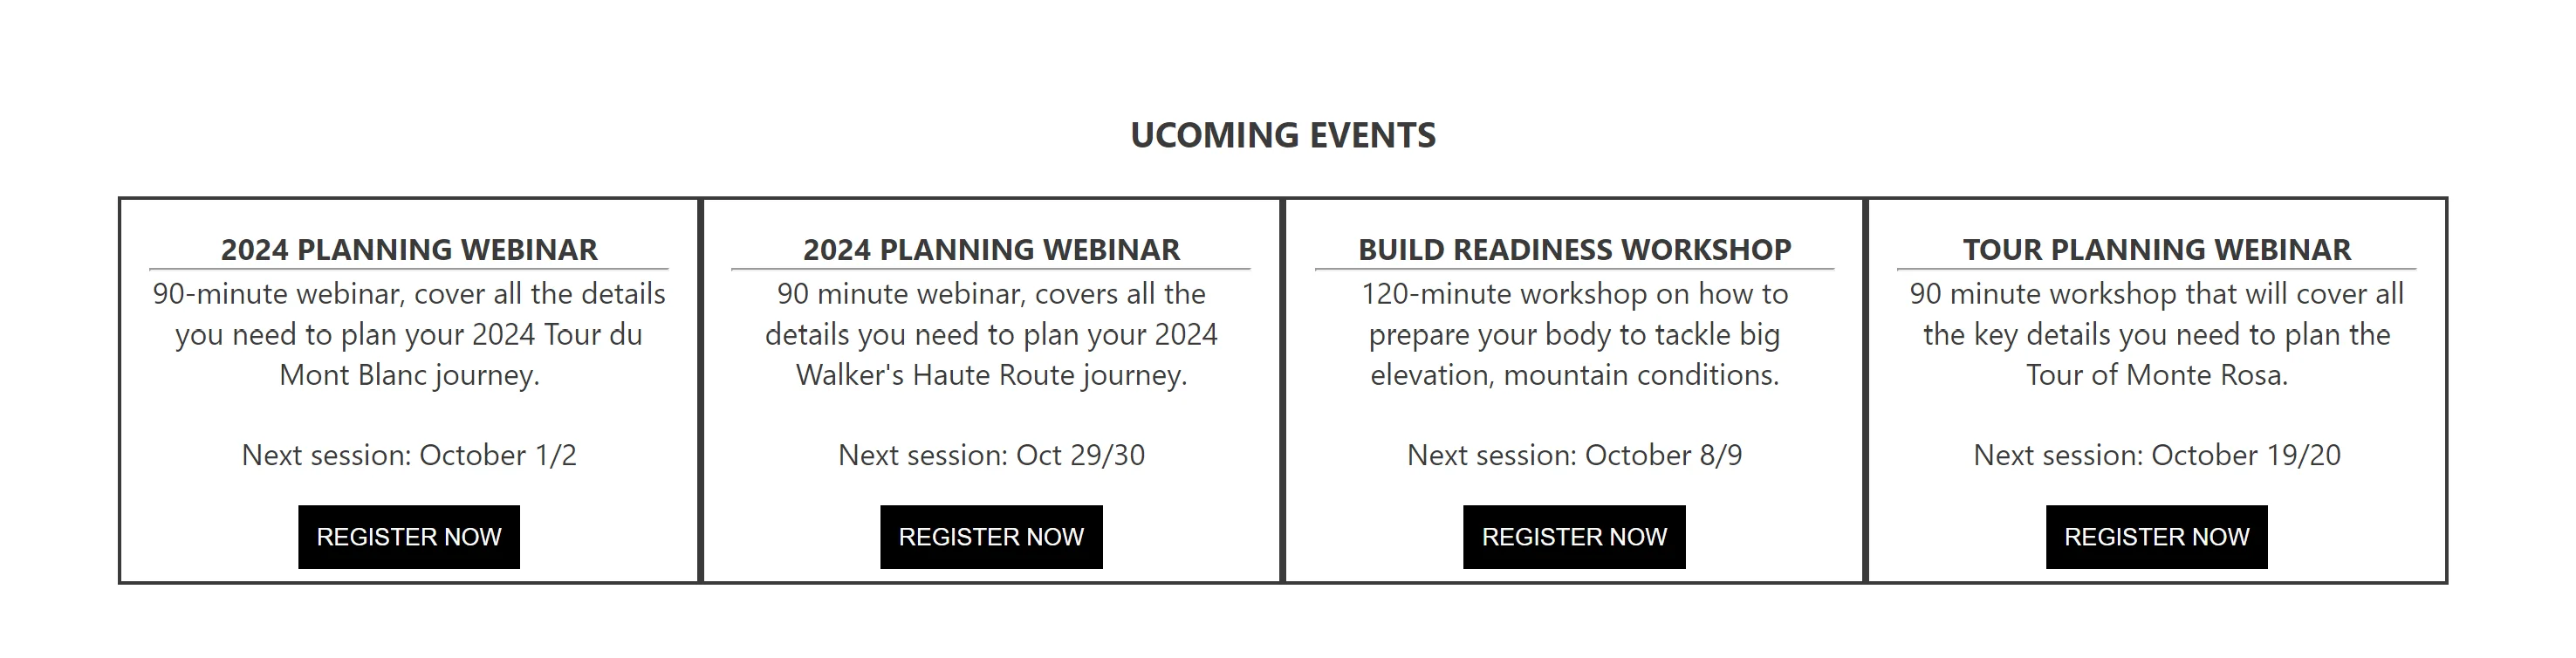 UCOMING EVENTS
2024 PLANNING WEBINAR
90-minute webinar, cover all the details
you need to plan your 2024 Tour du
Mont Blanc journey.
Next session: October 1/2
REGISTER NOW
2024 PLANNING WEBINAR
90 minute webinar, covers all the
details you need to plan your 2024
Walker's Haute Route journey.
Next session: Oct 29/30
REGISTER NOW
BUILD READINESS WORKSHOP
120-minute workshop on how to
prepare your body to tackle big
elevation, mountain conditions.
Next session: October 8/9
REGISTER NOW
TOUR PLANNING WEBINAR
90 minute workshop that will cover all
the key details you need to plan the
Tour of Monte Rosa.
Next session: October 19/20
REGISTER NOW